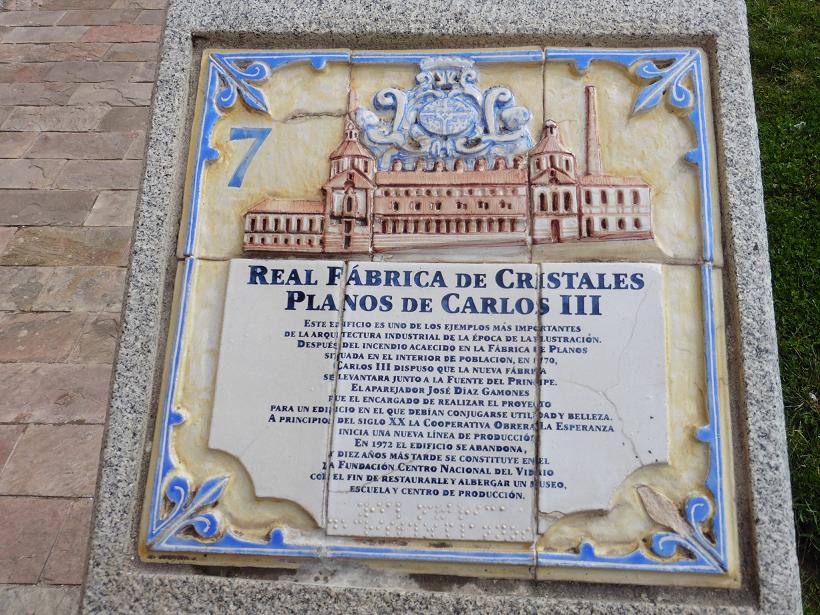 7
REAL FÁBRICA DE CRISTALES
PLANOS DE CARLOS III
ESTE EDIFICIO ES UNO DE LOS EJEMPLOS MÁS IMPORTANTES
DE LA ARQUITECTURA INDUSTRIAL DE LA ÉPOCA DE LA ILUSTRACIÓN.
DESPUÉS DEL INCENDIO ACAECIDO EN LA FÁBRICA DE PLANOS
SITUADA EN EL INTERIOR DE POBLACIÓN, EN 1770,
CARLOS III DISPUSO QUE LA NUEVA FÁBRICA
SE LEVANTARA JUNTO A LA FUENTE DEL PRÍNCIPE.
EL APAREJADOR JOSÉ DÍAZ GAMONES
FUE EL ENCARGADO DE REALIZAR EL PROYECTO
PARA UN EDIFICIO EN EL QUE DEBÍAN CONJUGARSE UTILIDAD Y BELLEZA.
A PRINCIPIO DEL SIGLO XX LA COOPERATIVA OBRERA LA ESPERANZA
INICIA UNA NUEVA LÍNEA DE PRODUCCIÓN
EN 1972 EL EDIFICIO SE ABANDONA,
Y DIEZ AÑOS MÁS TARDE SE CONSTITUYE EN EL
LA FUNDACIÓN CENTRO NACIONAL DEL VIDRIO
CON EL FIN DE RESTAURARLE Y ALBERGAR UN MUSEO,
ESCUELA Y CENTRO DE PRODUCCIÓN.